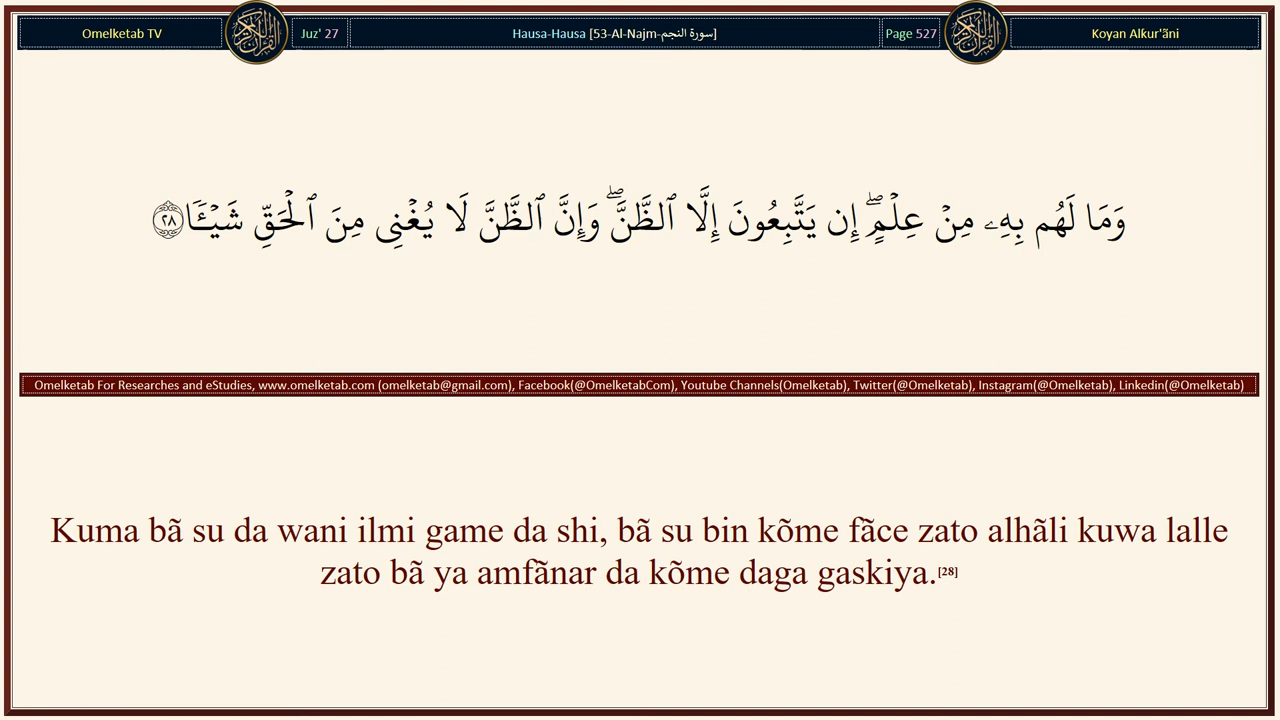 Omelketab TV
Juz' 27
Hausa-Hausa [53-Al-Najm-سورة النجم]
Page 527
Koyan Alƙur'ãni
وَمَا لَهُم بِهِۦ مِنۡ عِلۡمٍۖ إِن يَتَّبِعُونَ إِلَّا ٱلظَّنَّۖ وَإِنَّ ٱلظَّنَّ لَا يُغۡنِي مِنَ ٱلۡحَقِّ شَيۡـٔٗا ٢٨
Omelketab For Researches and eStudies, www.omelketab.com (omelketab@gmail.com), Facebook(@OmelketabCom), Youtube Channels(Omelketab), Twitter(@Omelketab), Instagram(@Omelketab), Linkedin(@Omelketab)
Kuma bã su da wani ilmi game da shi, bã su bin kõme fãce zato alhãli kuwa lalle
zato bã ya amfãnar da kõme daga gaskiya.[28]